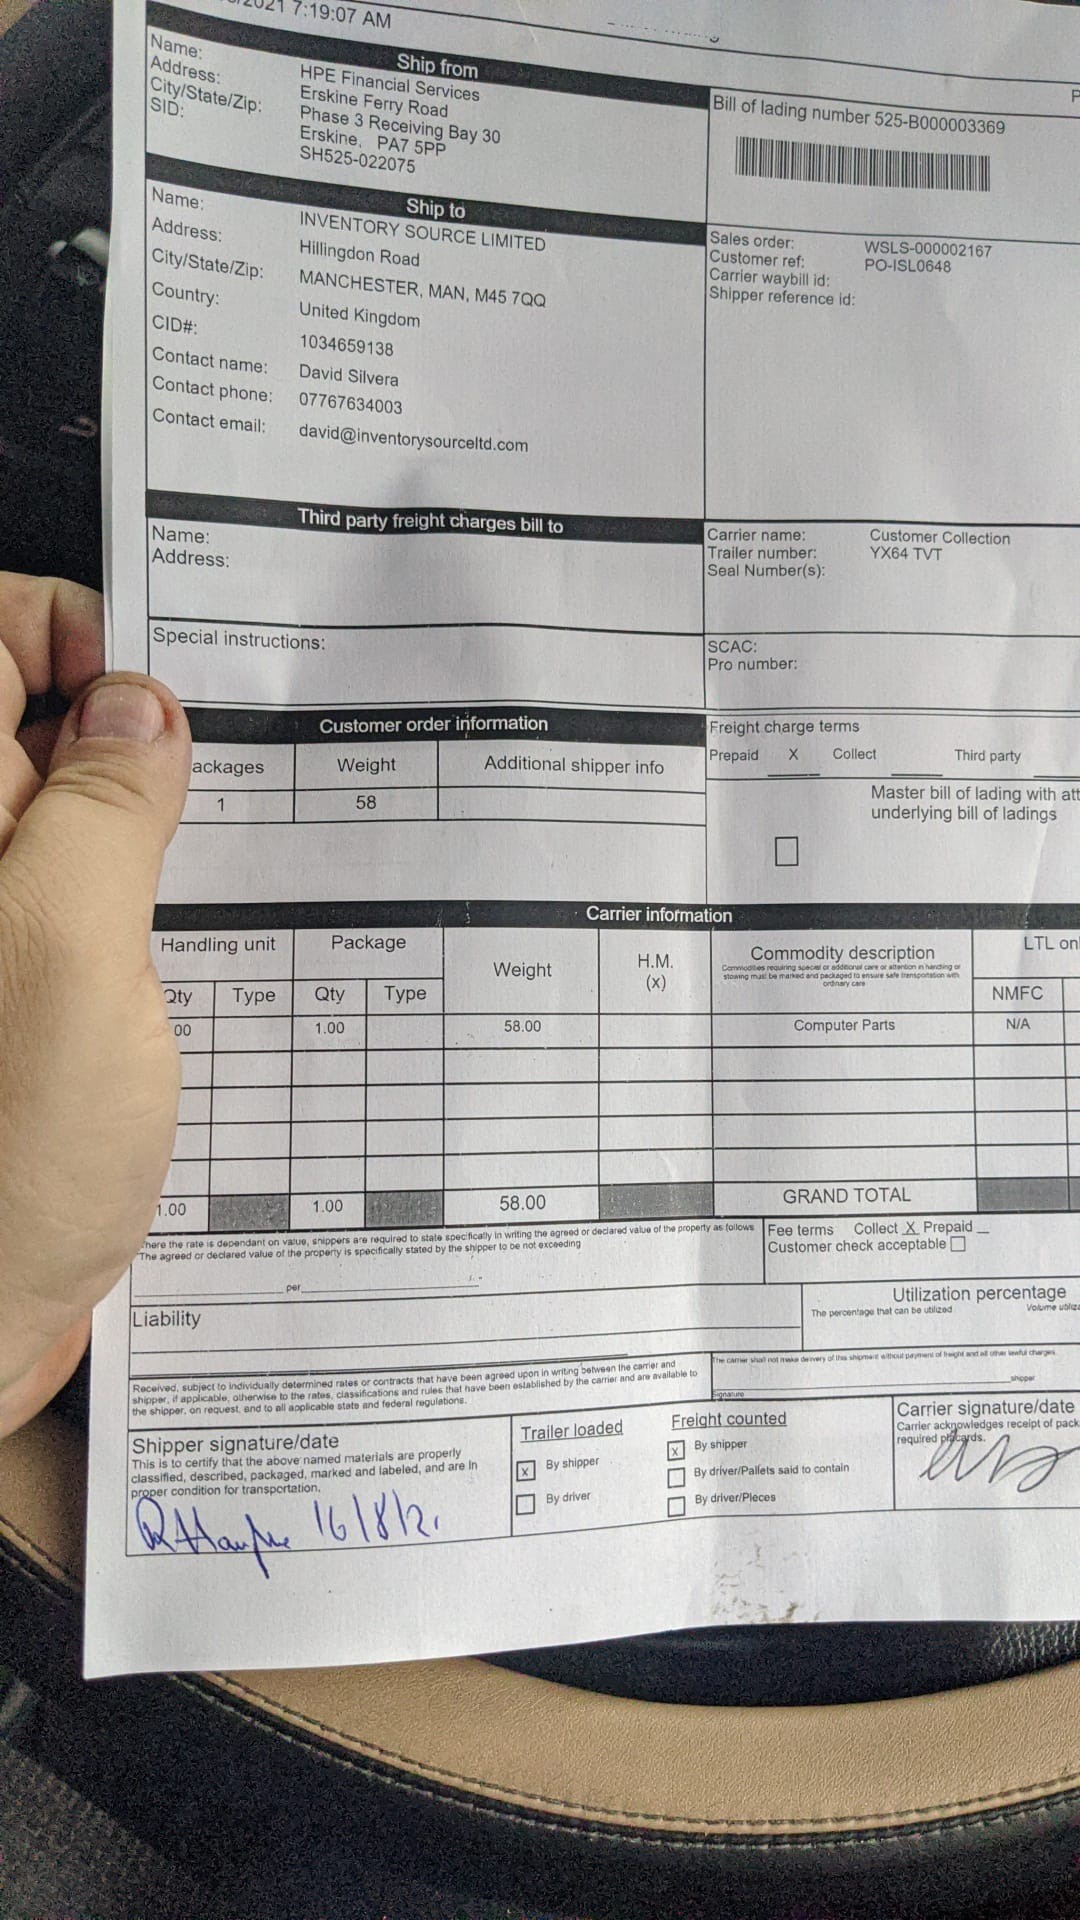 2021 7:19:07 AM
Ship from
Name: HPE Financial Services
Address: Erskine Ferry Road
Phase 3 Receiving Bay 30
City/State/Zip: Erskine, PA7 5PP
SID: SH525-022075
Bill of lading number 525-B000003369
Ship to
Name: INVENTORY SOURCE LIMITED
Address: Hillingdon Road
City/State/Zip: MANCHESTER, MAN, M45 7QQ
Country: United Kingdom
CID#: 1034659138
Contact name: David Silvera
Contact phone: 07767634003
Contact email: david@inventorysourceltd.com
Sales order: WSLS-000002167
Customer ref: PO-ISL0648
Carrier waybill id:
Shipper reference id:
Third party freight charges bill to
Name:
Address:
Carrier name: Customer Collection
Trailer number: YX64 TVT
Seal Number(s):
Special instructions:
SCAC:
Pro number:
Customer order information
ackages Weight Additional shipper info
1 58
Freight charge terms
Prepaid X Collect Third party
Master bill of lading with att
underlying bill of ladings
Carrier information
Handling unit Package Weight H.M. (x) Commodity description LTL onl
Commodities requiring special or additional care or attention in handling or
stowing must be marked and packaged to ensure safe transportation with
ordinary care
Qty Type Qty Type NMFC
00 1.00 58.00 Computer Parts N/A
1.00 1.00 58.00 GRAND TOTAL
here the rate is dependant on value, shippers are required to state specifically in writing the agreed or declared value of the property as follows
"The agreed or declared value of the property is specifically stated by the shipper to be not exceeding
per
Fee terms Collect X Prepaid
Customer check acceptable
Liability
Utilization percentage
The percentage that can be utilized Volume utiliza
Received, subject to individually determined rates or contracts that have been agreed upon in writing between the carrier and
shipper, if applicable, otherwise to the rates, classifications and rules that have been established by the carrier and are available to
the shipper, on request, and to all applicable state and federal regulations.
The carrier shall not make delivery of this shipment without payment of freight and all other lawful charges.
shipper
Signature
Shipper signature/date
This is to certify that the above named materials are properly
classified, described, packaged, marked and labeled, and are in
proper condition for transportation.
16/8/21
Trailer loaded
x By shipper
By driver
Freight counted
x By shipper
By driver/Pallets said to contain
By driver/Pieces
Carrier signature/date
Carrier acknowledges receipt of pack
required placards.